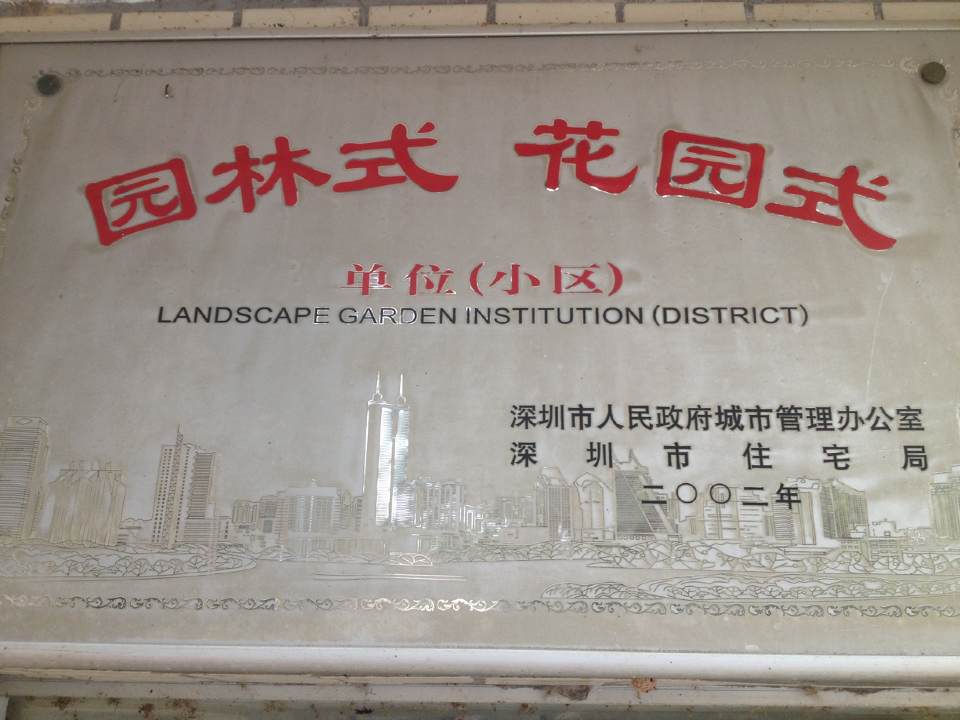 园林式 花园式
单位(小区)
LANDSCAPE GARDEN INSTITUTION (DISTRICT)
深圳市人民政府城市管理办公室
深圳市住宅局
二〇〇二年